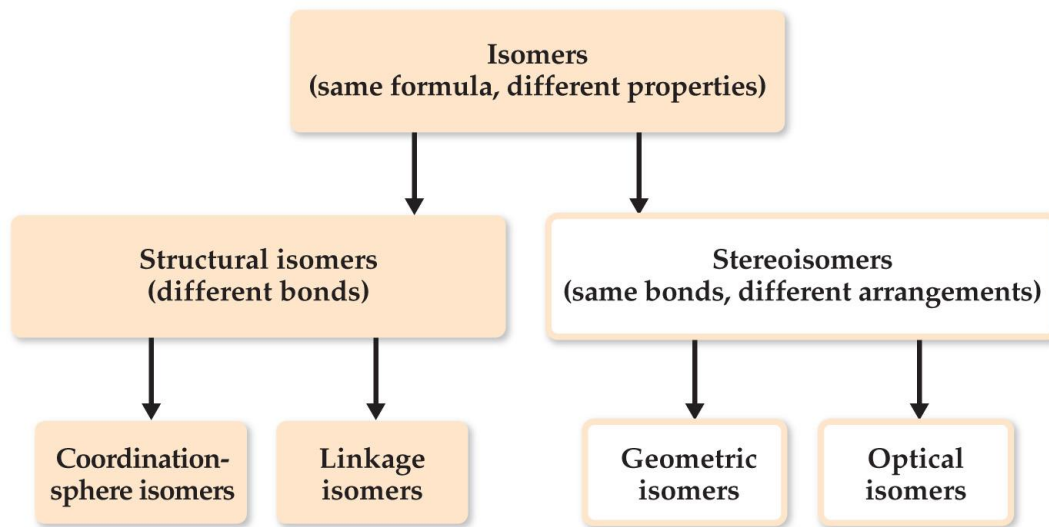 Isomers
(same formula, different properties)
Structural isomers
(different bonds)
Stereoisomers
(same bonds, different arrangements)
Coordination-
sphere isomers
Linkage
isomers
Geometric
isomers
Optical
isomers